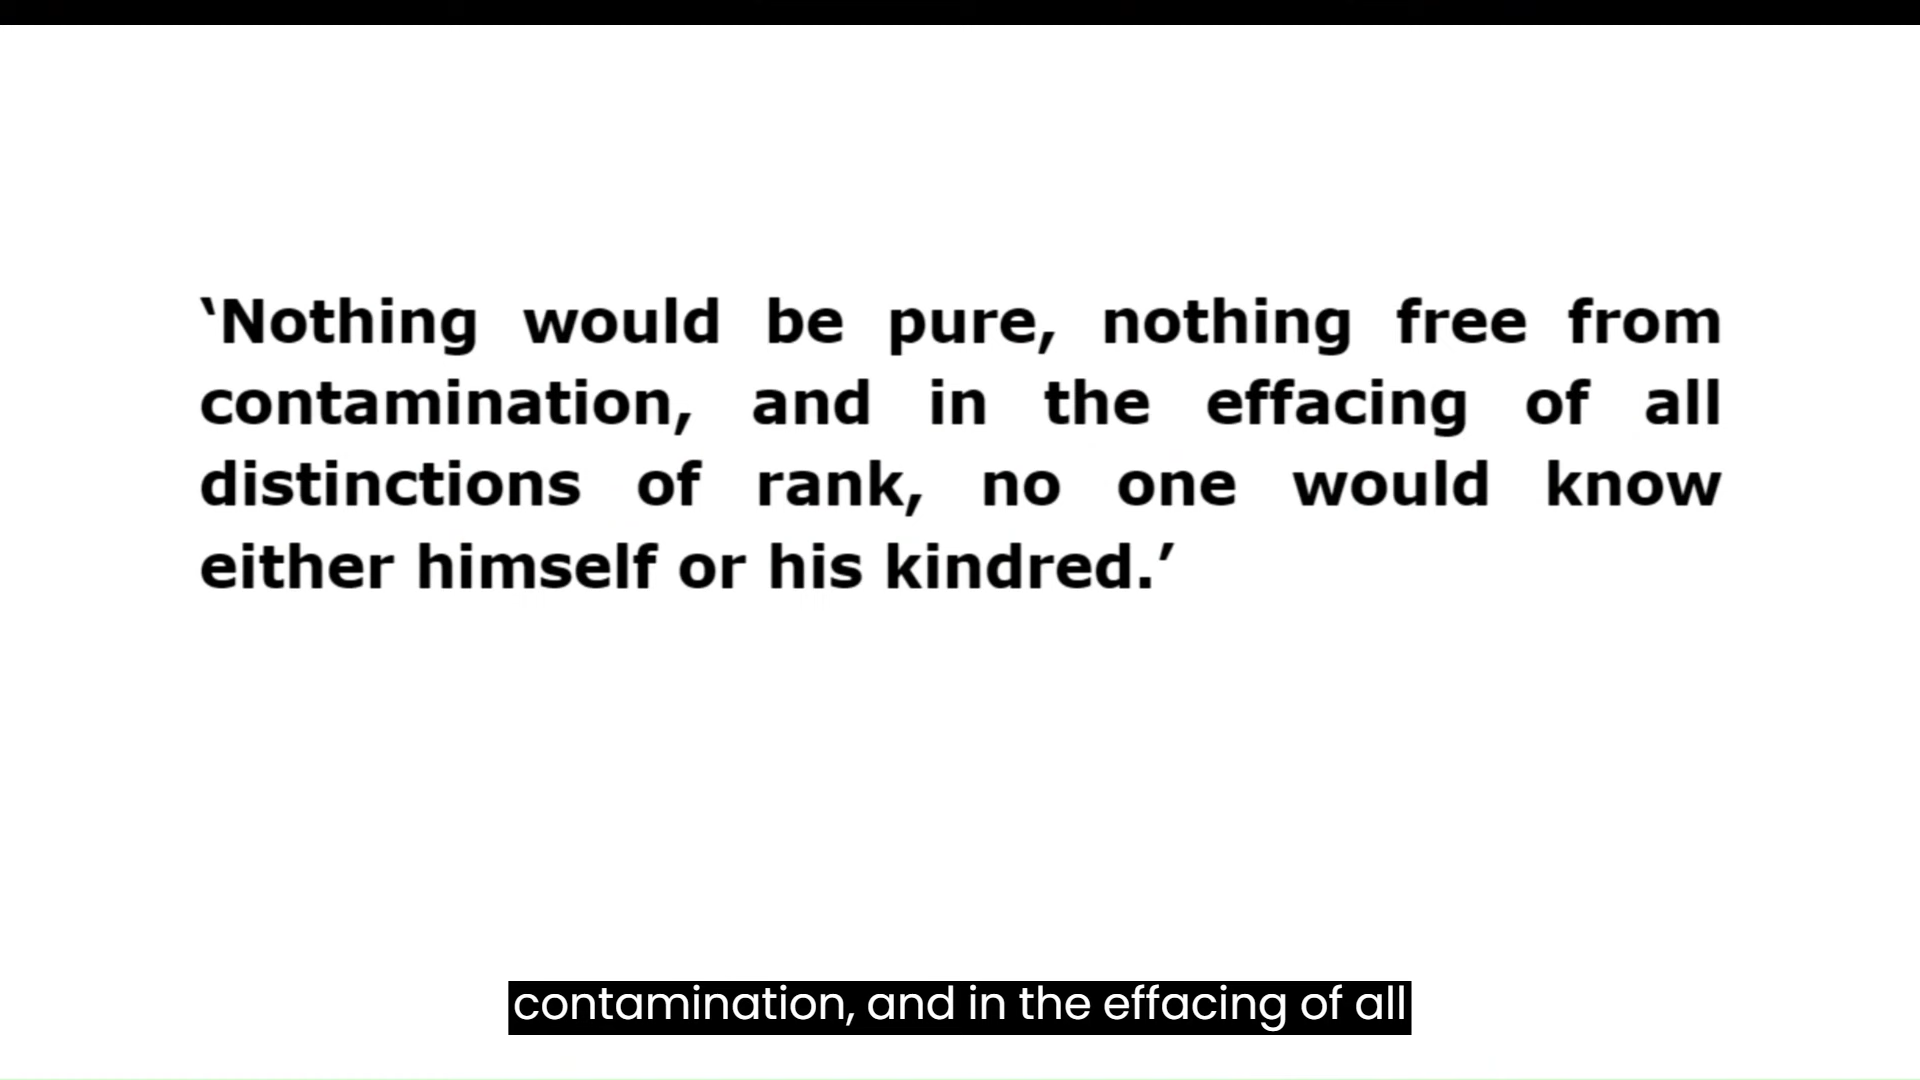 ‘Nothing would be pure, nothing free from
contamination, and in the effacing of all
distinctions of rank, no one would know
either himself or his kindred.’
contamination, and in the effacing of all